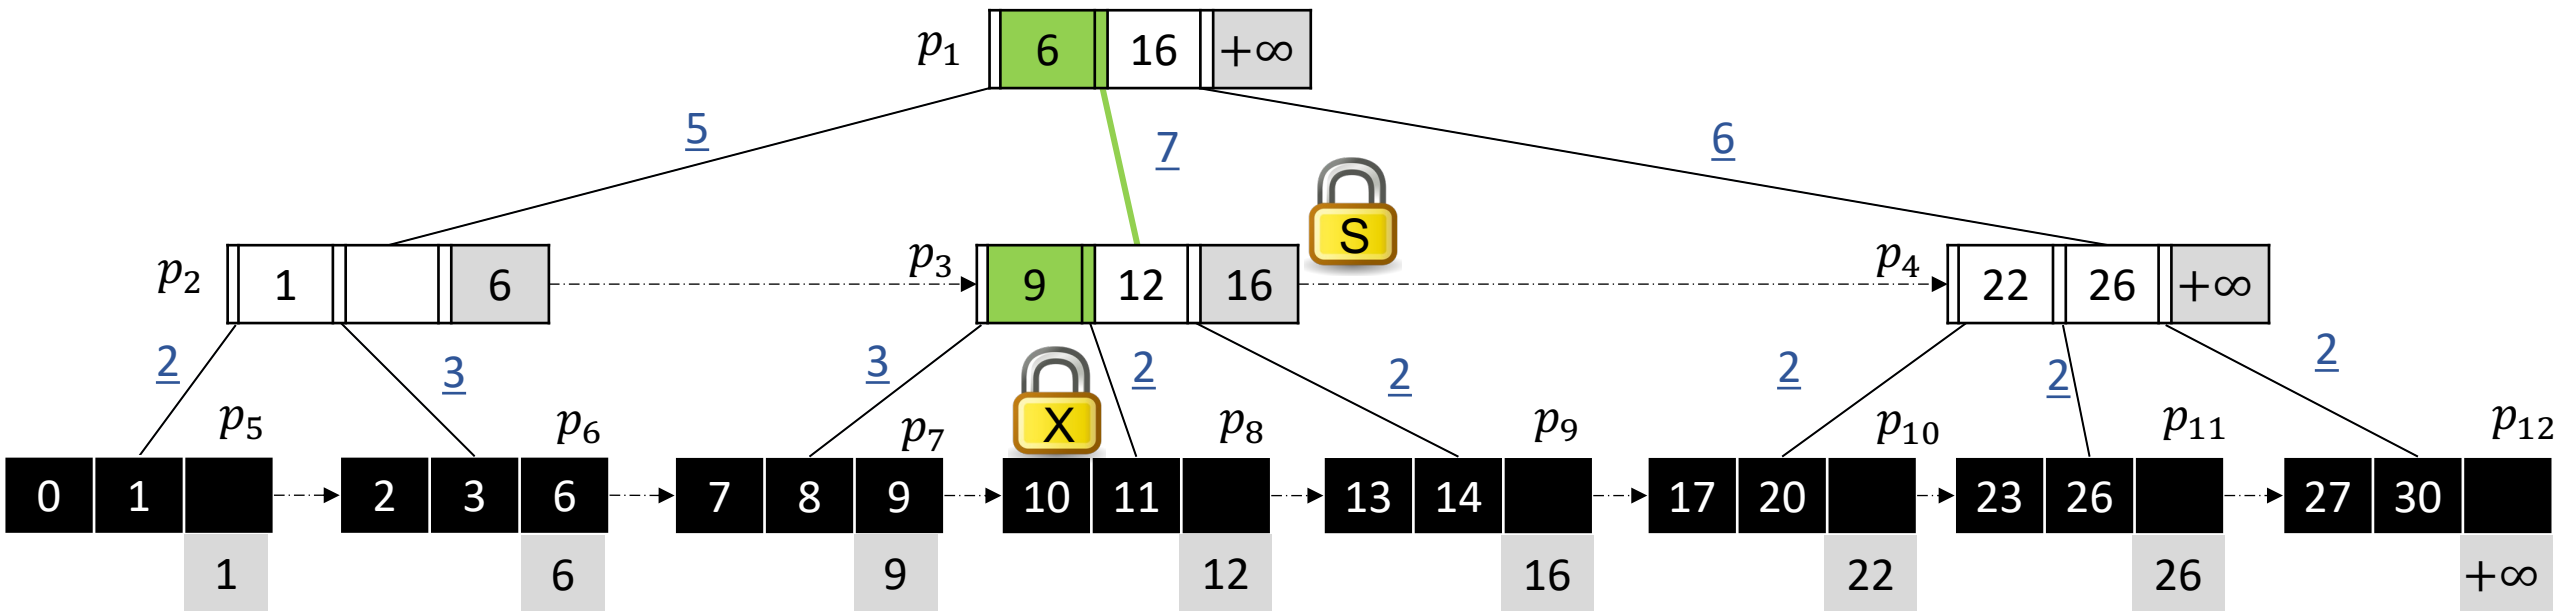 p₁ 6 16 +∞
5 7 6
S
p₂ 1 6 p₃ 9 12 16 p₄ 22 26 +∞
2 3 3 X 2 2 2 2 2
p₅ p₆ p₇ p₈ p₉ p₁₀ p₁₁ p₁₂
0 1 2 3 6 7 8 9 10 11 13 14 17 20 23 26 27 30
1 6 9 12 16 22 26 +∞